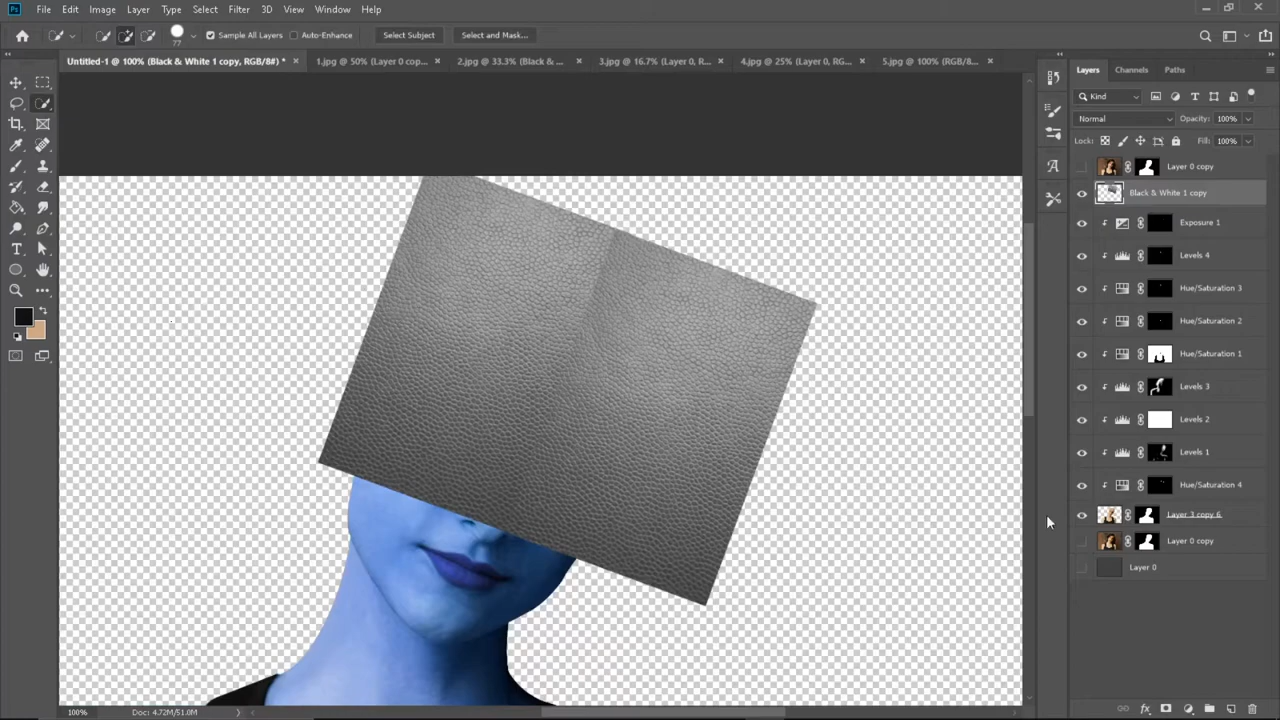 Ps File Edit Image Layer Type Select Filter 3D View Window Help
77 Sample All Layers Auto-Enhance Select Subject Select and Mask...
Untitled-1 @ 100% (Black & White 1 copy, RGB/8#) * × 1.jpg @ 50% (Layer 0 cop... × 2.jpg @ 33.3% (Black & ... × 3.jpg @ 16.7% (Layer 0, R... × 4.jpg @ 25% (Layer 0, RG... × 5.jpg @ 100% (RGB/8... ×
Layers Channels Paths
Kind
Normal Opacity: 100%
Lock: Fill: 100%
Layer 0 copy
Black & White 1 copy
Exposure 1
Levels 4
Hue/Saturation 3
Hue/Saturation 2
Hue/Saturation 1
Levels 3
Levels 2
Levels 1
Hue/Saturation 4
Layer 3 copy 6
Layer 0 copy
Layer 0
100% Doc: 4.72M/51.0M